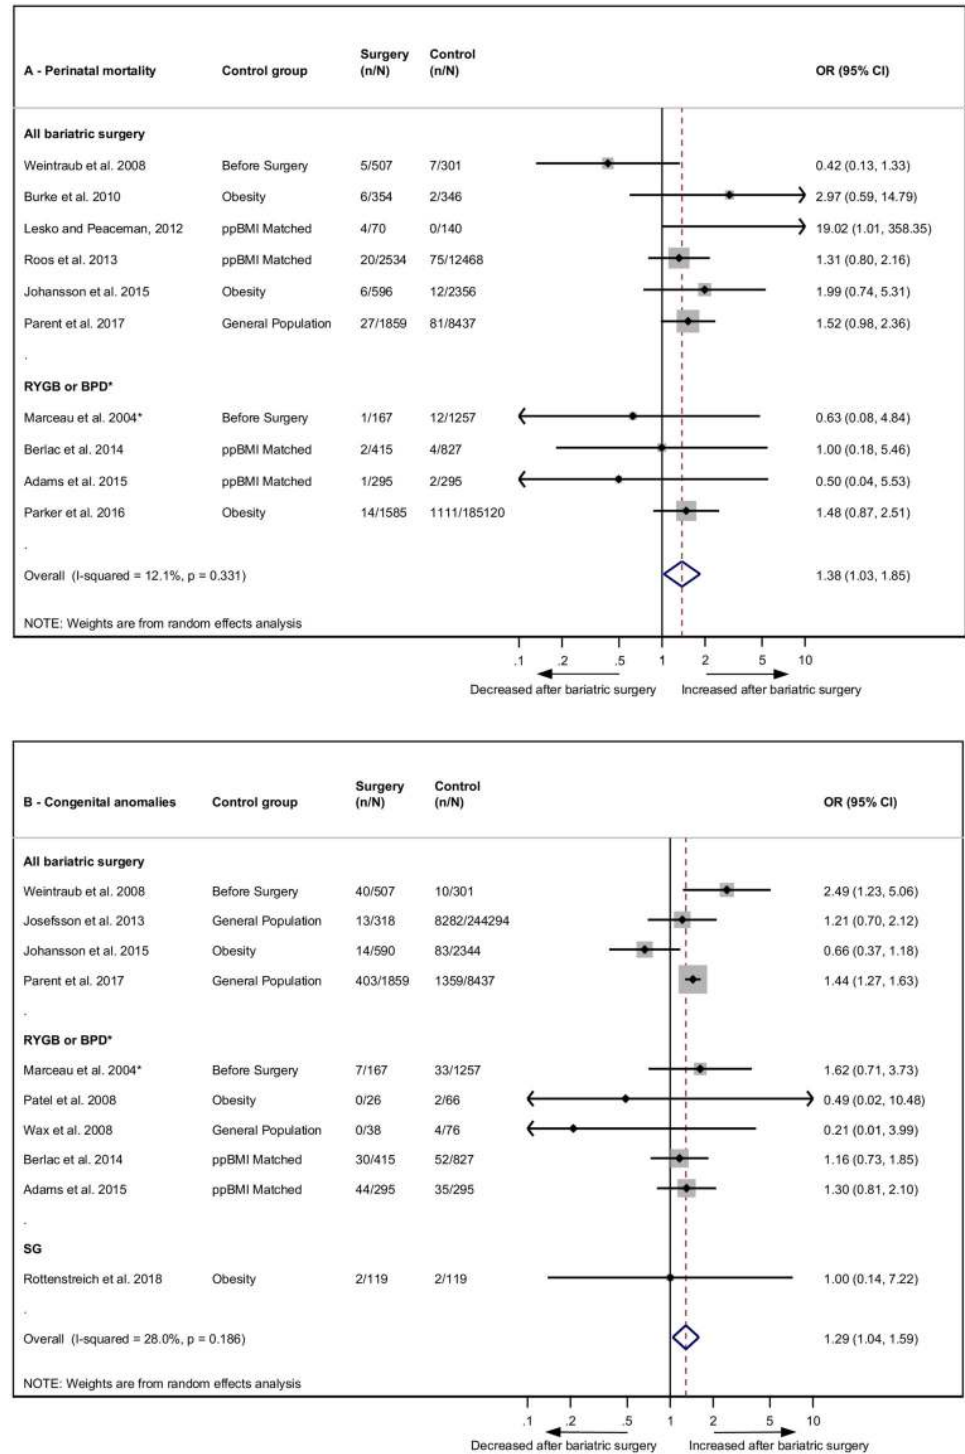 A - Perinatal mortality Control group Surgery (n/N) Control (n/N) OR (95% CI)
All bariatric surgery
Weintraub et al. 2008 Before Surgery 5/507 7/301 0.42 (0.13, 1.33)
Burke et al. 2010 Obesity 6/354 2/346 2.97 (0.59, 14.79)
Lesko and Peaceman, 2012 ppBMI Matched 4/70 0/140 19.02 (1.01, 358.35)
Roos et al. 2013 ppBMI Matched 20/2534 75/12468 1.31 (0.80, 2.16)
Johansson et al. 2015 Obesity 6/596 12/2356 1.99 (0.74, 5.31)
Parent et al. 2017 General Population 27/1859 81/8437 1.52 (0.98, 2.36)
.
RYGB or BPD*
Marceau et al. 2004* Before Surgery 1/167 12/1257 0.63 (0.08, 4.84)
Berlac et al. 2014 ppBMI Matched 2/415 4/827 1.00 (0.18, 5.46)
Adams et al. 2015 ppBMI Matched 1/295 2/295 0.50 (0.04, 5.53)
Parker et al. 2016 Obesity 14/1585 1111/185120 1.48 (0.87, 2.51)
.
Overall (I-squared = 12.1%, p = 0.331) 1.38 (1.03, 1.85)
NOTE: Weights are from random effects analysis
.1 .2 .5 1 2 5 10
Decreased after bariatric surgery Increased after bariatric surgery
B - Congenital anomalies Control group Surgery (n/N) Control (n/N) OR (95% CI)
All bariatric surgery
Weintraub et al. 2008 Before Surgery 40/507 10/301 2.49 (1.23, 5.06)
Josefsson et al. 2013 General Population 13/318 8282/244294 1.21 (0.70, 2.12)
Johansson et al. 2015 Obesity 14/590 83/2344 0.66 (0.37, 1.18)
Parent et al. 2017 General Population 403/1859 1359/8437 1.44 (1.27, 1.63)
.
RYGB or BPD*
Marceau et al. 2004* Before Surgery 7/167 33/1257 1.62 (0.71, 3.73)
Patel et al. 2008 Obesity 0/26 2/66 0.49 (0.02, 10.48)
Wax et al. 2008 General Population 0/38 4/76 0.21 (0.01, 3.99)
Berlac et al. 2014 ppBMI Matched 30/415 52/827 1.16 (0.73, 1.85)
Adams et al. 2015 ppBMI Matched 44/295 35/295 1.30 (0.81, 2.10)
.
SG
Rottenstreich et al. 2018 Obesity 2/119 2/119 1.00 (0.14, 7.22)
.
Overall (I-squared = 28.0%, p = 0.186) 1.29 (1.04, 1.59)
NOTE: Weights are from random effects analysis
.1 .2 .5 1 2 5 10
Decreased after bariatric surgery Increased after bariatric surgery